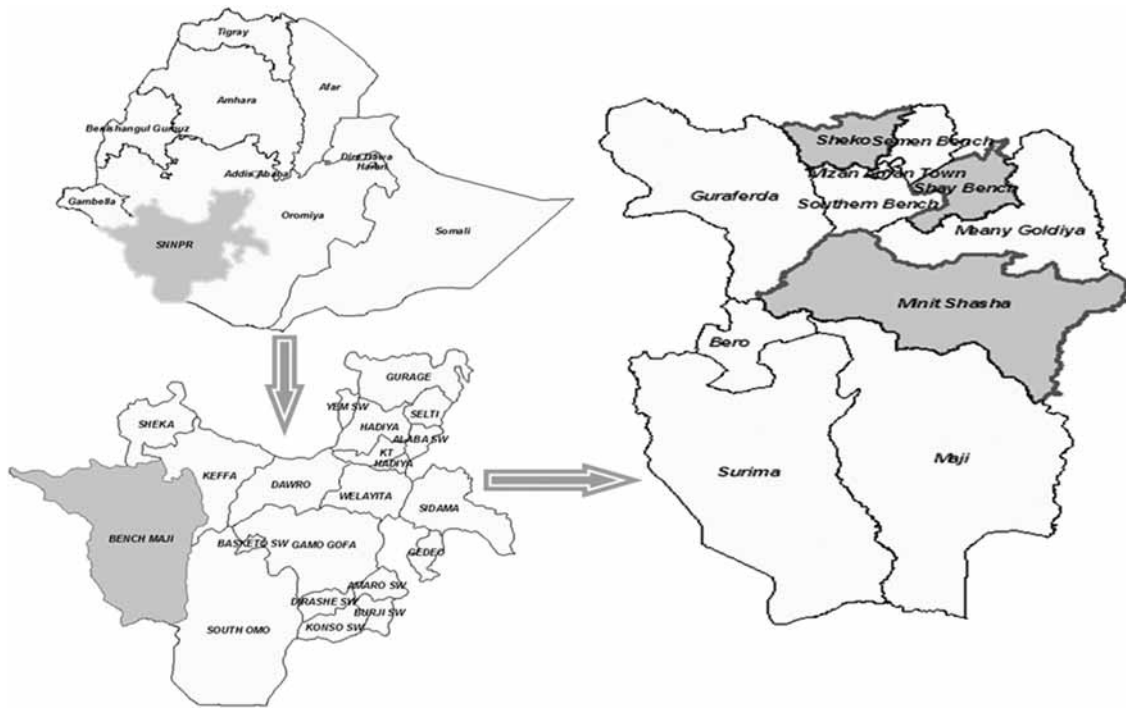 Tigray
Afar
Amhara
Benishangul Gumuz
Dire Dawa
Harari
Addis Ababa
Gambella
Oromiya
SNNPR
Somali
GURAGE
YEM SW
SELTI
SHEKA
HADIYA
ALABA SW
KT
HADIYA
KEFFA
DAWRO
WELAYITA
SIDAMA
BENCH MAJI
BASKETO SW
GAMO GOFA
GEDEO
AMARO SW
DIRASHE SW
BURJI SW
SOUTH OMO
KONSO SW
Sheko
Semen Bench
Mizan Aman Town
Shay Bench
Guraferda
Southern Bench
Meany Goldiya
Minit Shasha
Bero
Surima
Maji